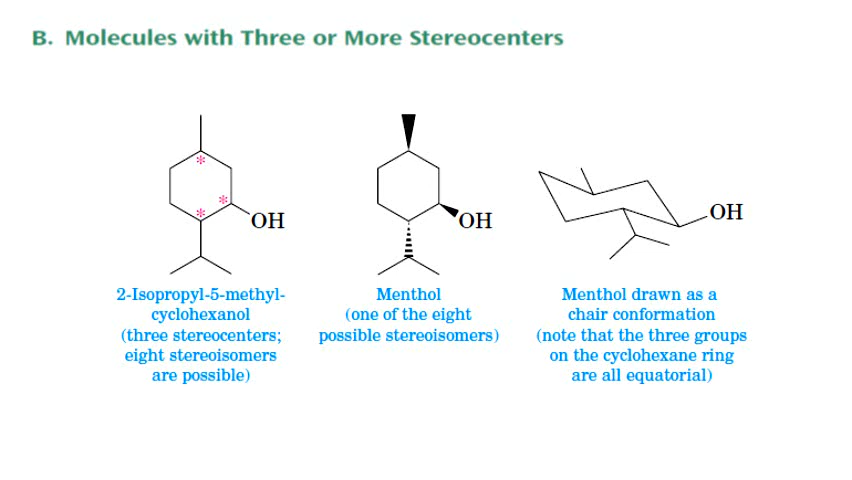 B. Molecules with Three or More Stereocenters
*
*
*
OH
OH
OH
2-Isopropyl-5-methyl-
cyclohexanol
(three stereocenters;
eight stereoisomers
are possible)
Menthol
(one of the eight
possible stereoisomers)
Menthol drawn as a
chair conformation
(note that the three groups
on the cyclohexane ring
are all equatorial)